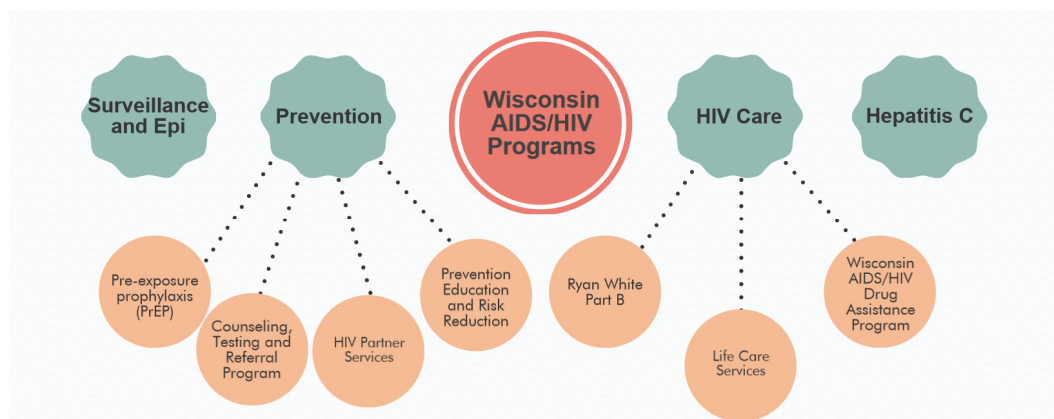 Surveillance
and Epi
Prevention
Wisconsin
AIDS/HIV
Programs
HIV Care
Hepatitis C
Pre-exposure
prophylaxis
(PrEP)
Counseling,
Testing and
Referral
Program
HIV Partner
Services
Prevention
Education
and Risk
Reduction
Ryan White
Part B
Life Care
Services
Wisconsin
AIDS/HIV
Drug
Assistance
Program